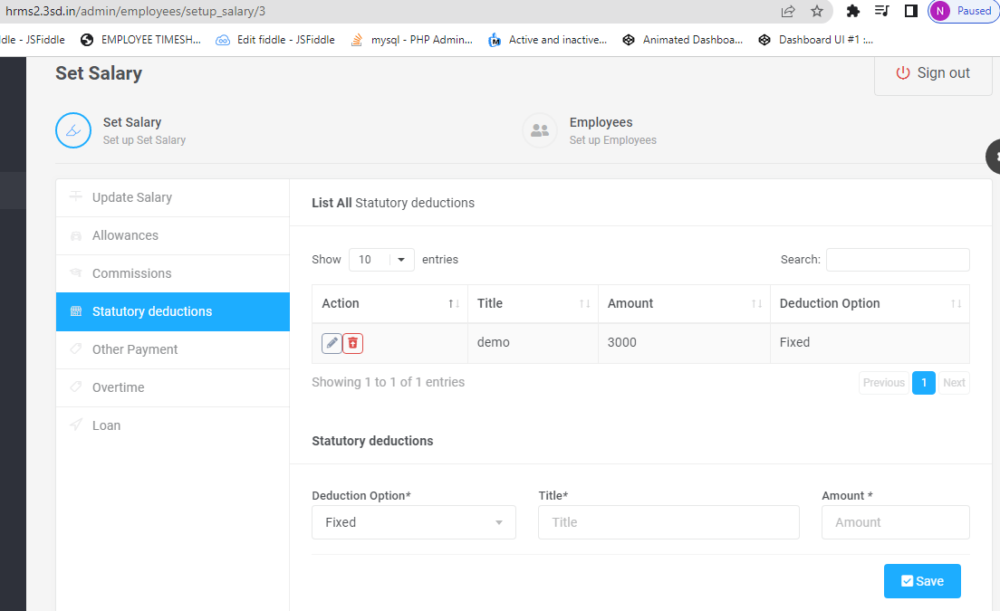 hrms2.3sd.in/admin/employees/setup_salary/3
N Paused
dle - JSFiddle EMPLOYEE TIMESH... Edit fiddle - JSFiddle mysql - PHP Admin... Active and inactive... Animated Dashboa... Dashboard UI #1 :...
Set Salary
Sign out
Set Salary
Set up Set Salary
Employees
Set up Employees
Update Salary
Allowances
Commissions
Statutory deductions
Other Payment
Overtime
Loan
List All Statutory deductions
Show 10 entries
Search:
Action Title Amount Deduction Option
demo 3000 Fixed
Showing 1 to 1 of 1 entries
Previous 1 Next
Statutory deductions
Deduction Option* Title* Amount *
Fixed Title Amount
Save